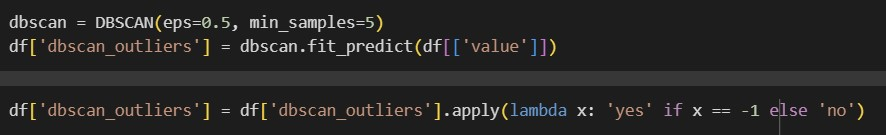 dbscan = DBSCAN(eps=0.5, min_samples=5)
df['dbscan_outliers'] = dbscan.fit_predict(df[['value']])
df['dbscan_outliers'] = df['dbscan_outliers'].apply(lambda x: 'yes' if x == -1 else 'no')